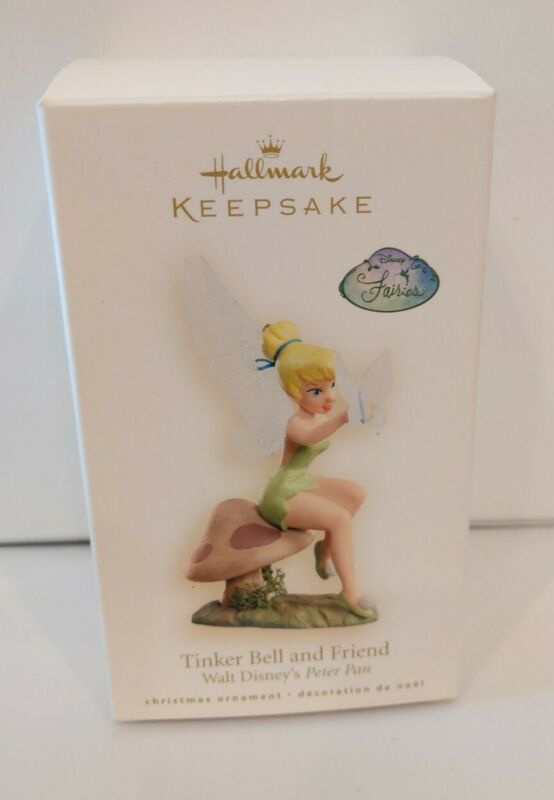 Hallmark
KEEPSAKE
Disney
Fairies
Tinker Bell and Friend
Walt Disney's Peter Pan
christmas ornament • décoration de noël